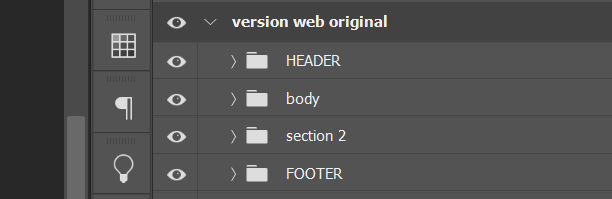 version web original
HEADER
body
section 2
FOOTER